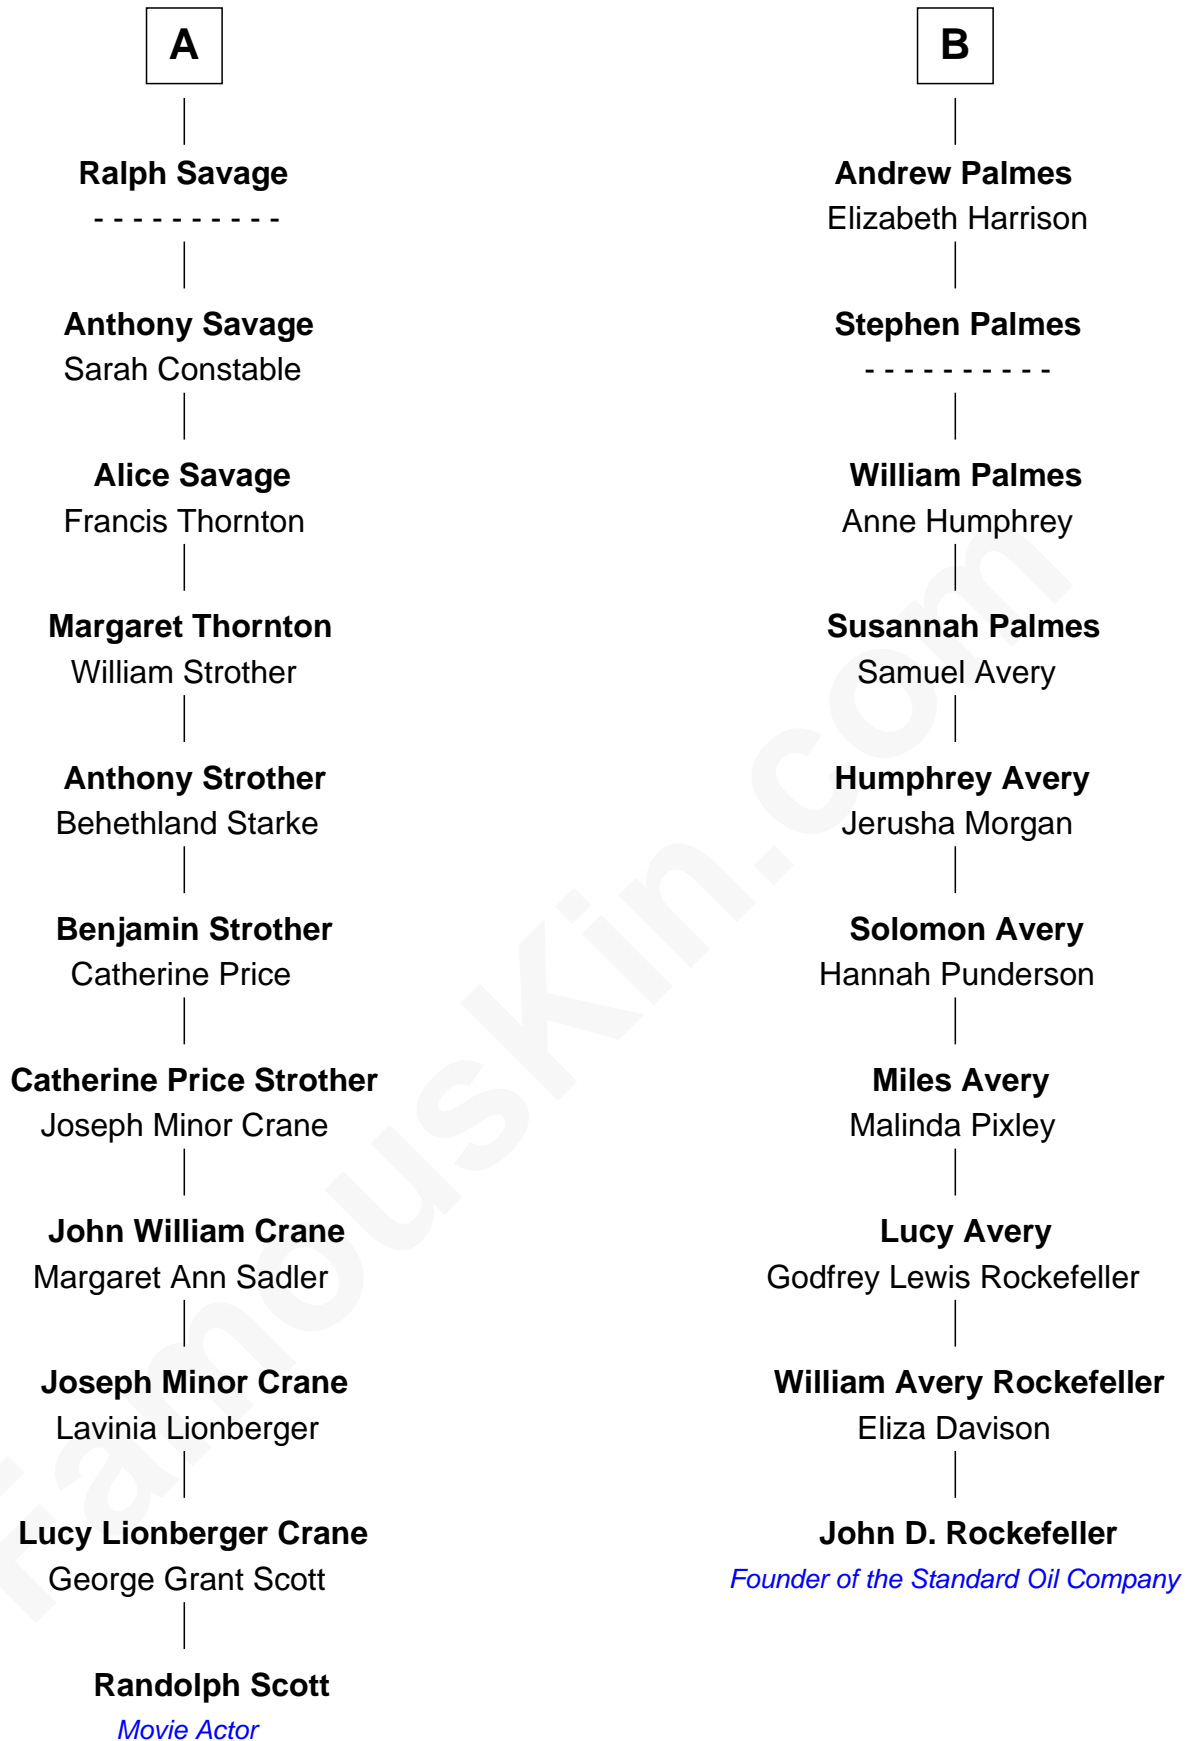 A
Ralph Savage
- - - - - - - - - -
Anthony Savage
Sarah Constable
Alice Savage
Francis Thornton
Margaret Thornton
William Strother
Anthony Strother
Behethland Starke
Benjamin Strother
Catherine Price
Catherine Price Strother
Joseph Minor Crane
John William Crane
Margaret Ann Sadler
Joseph Minor Crane
Lavinia Lionberger
Lucy Lionberger Crane
George Grant Scott
Randolph Scott
Movie Actor
B
Andrew Palmes
Elizabeth Harrison
Stephen Palmes
- - - - - - - - - -
William Palmes
Anne Humphrey
Susannah Palmes
Samuel Avery
Humphrey Avery
Jerusha Morgan
Solomon Avery
Hannah Punderson
Miles Avery
Malinda Pixley
Lucy Avery
Godfrey Lewis Rockefeller
William Avery Rockefeller
Eliza Davison
John D. Rockefeller
Founder of the Standard Oil Company
FamousKin.com